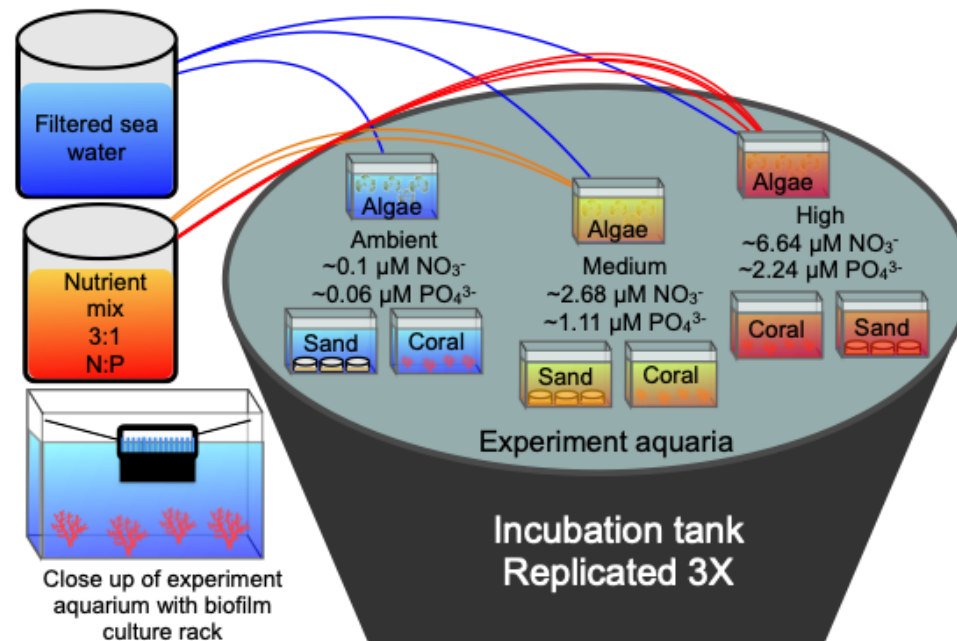 Filtered sea
water
Nutrient
mix
3:1
N:P
Close up of experiment
aquarium with biofilm
culture rack
Algae
Ambient
~0.1 µM NO₃⁻
~0.06 µM PO₄³⁻
Sand
Coral
Algae
Medium
~2.68 µM NO₃⁻
~1.11 µM PO₄³⁻
Sand
Coral
Algae
High
~6.64 µM NO₃⁻
~2.24 µM PO₄³⁻
Coral
Sand
Experiment aquaria
Incubation tank
Replicated 3X